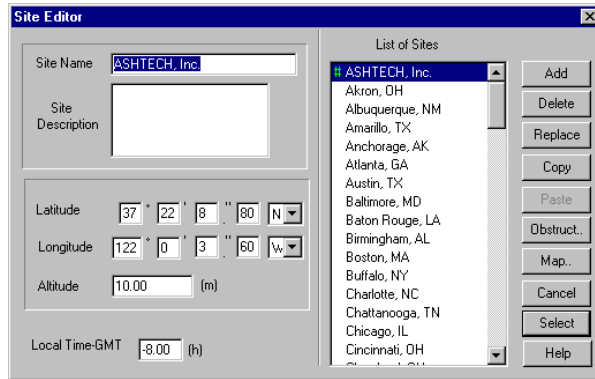 Site Editor
Site Name ASHTECH, Inc.
Site
Description
Latitude 37 ° 22 ' 8 . " 80 N
Longitude 122 ° 0 ' 3 . " 60 W
Altitude 10.00 (m)
Local Time-GMT -8.00 (h)
List of Sites
# ASHTECH, Inc.
Akron, OH
Albuquerque, NM
Amarillo, TX
Anchorage, AK
Atlanta, GA
Austin, TX
Baltimore, MD
Baton Rouge, LA
Birmingham, AL
Boston, MA
Buffalo, NY
Charlotte, NC
Chattanooga, TN
Chicago, IL
Cincinnati, OH
Add
Delete
Replace
Copy
Paste
Obstruct..
Map..
Cancel
Select
Help